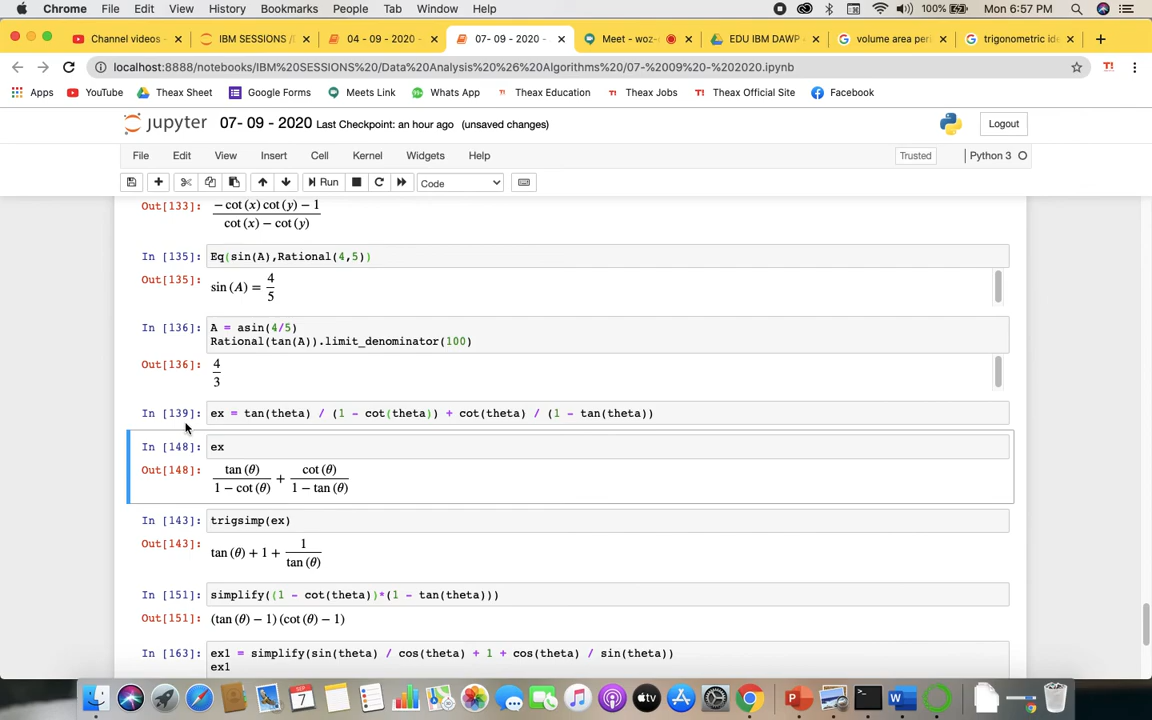 Chrome File Edit View History Bookmarks People Tab Window Help 100% Mon 6:57 PM
Channel videos - IBM SESSIONS / 04 - 09 - 2020 - 07- 09 - 2020 - Meet - woz- EDU IBM DAWP - volume area peri trigonometric ide
localhost:8888/notebooks/IBM%20SESSIONS%20/Data%20Analysis%20%26%20Algorithms%20/07-%2009%20-%202020.ipynb
Apps YouTube Theax Sheet Google Forms Meets Link Whats App Theax Education Theax Jobs Theax Official Site Facebook
jupyter 07- 09 - 2020 Last Checkpoint: an hour ago (unsaved changes) Logout
File Edit View Insert Cell Kernel Widgets Help Trusted Python 3
Run Code
Out[133]: − cot (x) cot (y) − 1
cot (x) − cot (y)
In [135]: Eq(sin(A),Rational(4,5))
Out[135]: sin (A) = 4/5
In [136]: A = asin(4/5)
Rational(tan(A)).limit_denominator(100)
Out[136]: 4
3
In [139]: ex = tan(theta) / (1 - cot(theta)) + cot(theta) / (1 - tan(theta))
In [148]: ex
Out[148]: tan (θ) / 1 − cot (θ) + cot (θ) / 1 − tan (θ)
In [143]: trigsimp(ex)
Out[143]: tan (θ) + 1 + 1 / tan (θ)
In [151]: simplify((1 - cot(theta))*(1 - tan(theta)))
Out[151]: (tan (θ) − 1) (cot (θ) − 1)
In [163]: ex1 = simplify(sin(theta) / cos(theta) + 1 + cos(theta) / sin(theta))
ex1